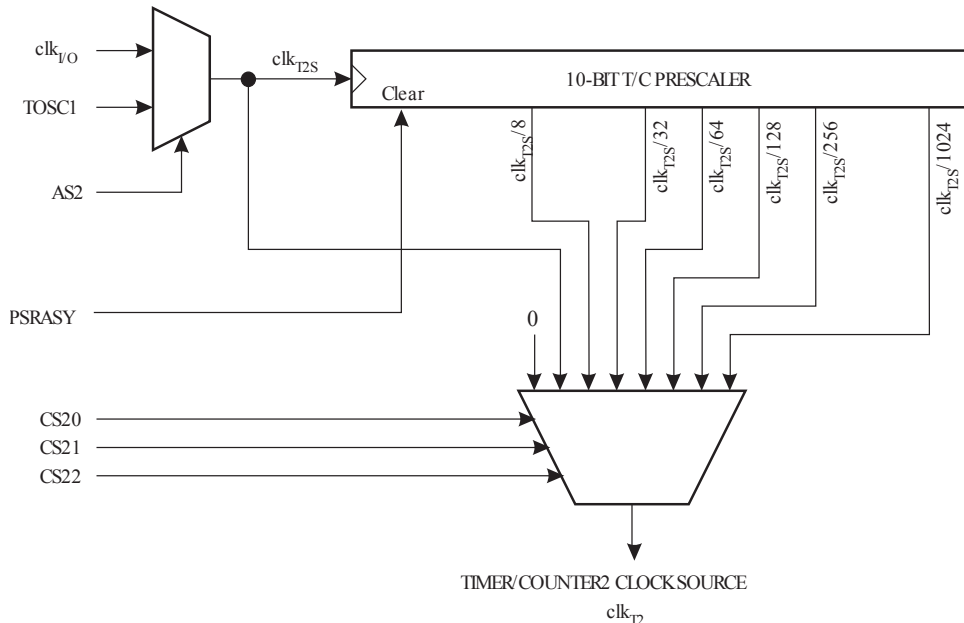 clkI/O
TOSC1
AS2
PSRASY
clkT2S
10-BIT T/C PRESCALER
Clear
clkT2S/8
clkT2S/32
clkT2S/64
clkT2S/128
clkT2S/256
clkT2S/1024
0
CS20
CS21
CS22
TIMER/COUNTER2 CLOCK SOURCE
clkT2